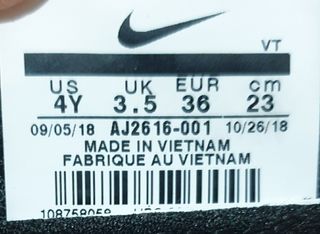 VT
US UK EUR cm
4Y 3.5 36 23
09/05/18 AJ2616-001 10/26/18
MADE IN VIETNAM
FABRIQUE AU VIETNAM